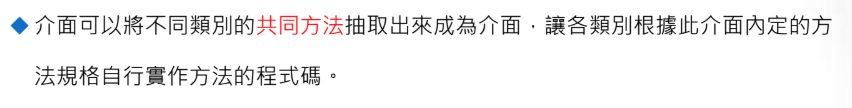 ◆ 介面可以將不同類別的共同方法抽取出來成為介面，讓各類別根據此介面內定的方
法規格自行實作方法的程式碼。